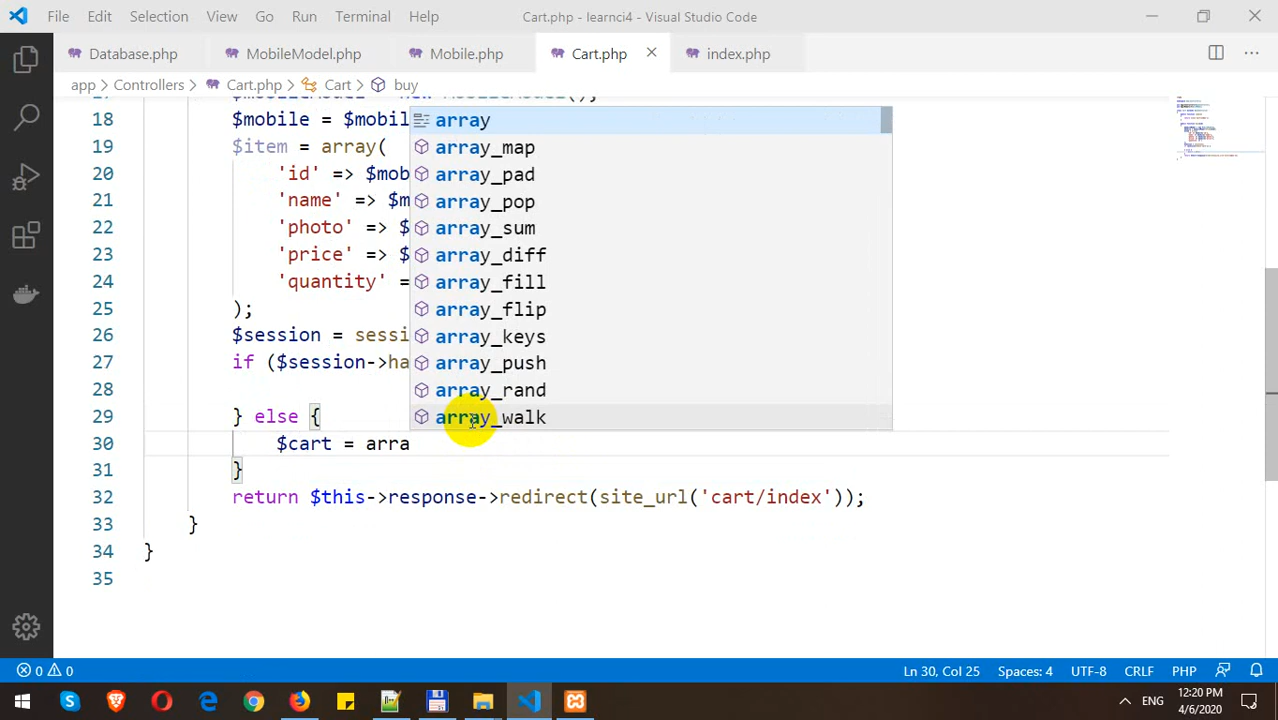 File Edit Selection View Go Run Terminal Help Cart.php - learnci4 - Visual Studio Code
Database.php MobileModel.php Mobile.php Cart.php index.php
app > Controllers > Cart.php > Cart > buy
18 $mobile = $mobil
19 $item = array(
20 'id' => $mob
21 'name' => $m
22 'photo' => $
23 'price' => $
24 'quantity' =
25 );
26 $session = sessi
27 if ($session->ha
28
29 } else {
30 $cart = arra
31 }
32 return $this->response->redirect(site_url('cart/index'));
33 }
34 }
35
array
array_map
array_pad
array_pop
array_sum
array_diff
array_fill
array_flip
array_keys
array_push
array_rand
array_walk
0 0 Ln 30, Col 25 Spaces: 4 UTF-8 CRLF PHP
ENG 12:20 PM
4/6/2020